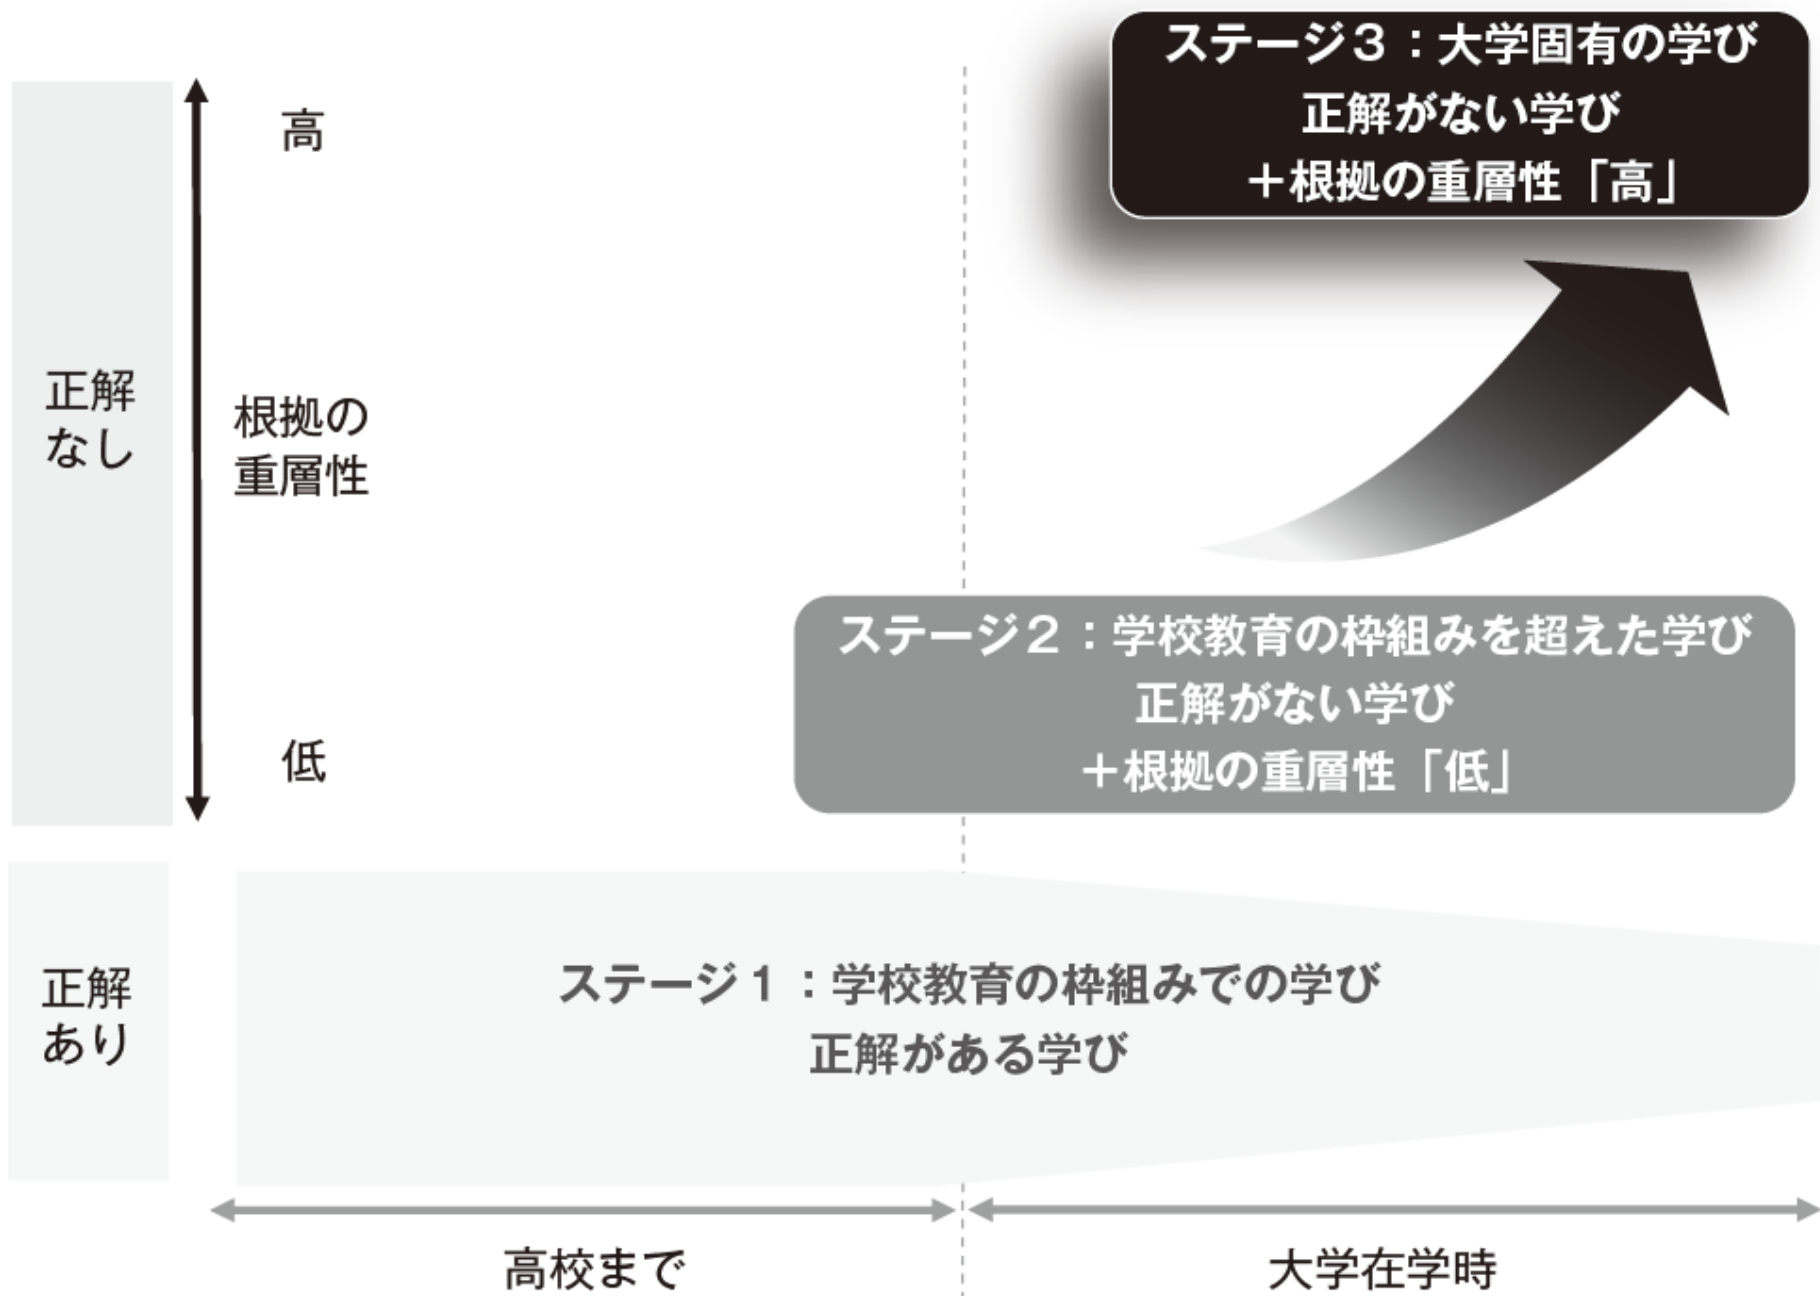 ステージ３：大学固有の学び
正解がない学び
＋根拠の重層性「高」
高
正解
なし
根拠の
重層性
低
ステージ２：学校教育の枠組みを超えた学び
正解がない学び
＋根拠の重層性「低」
正解
あり
ステージ１：学校教育の枠組みでの学び
正解がある学び
高校まで
大学在学時